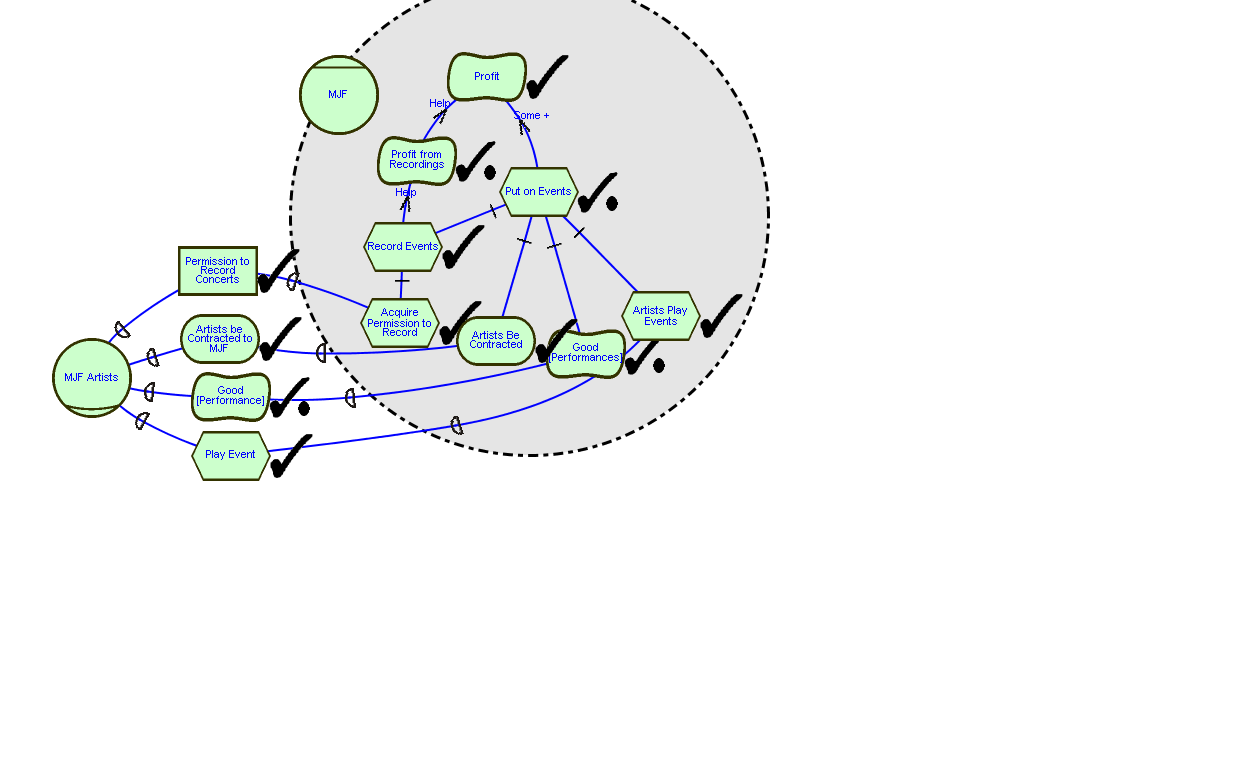 Profit
MJF
Help
Some +
Profit from
Recordings
Help
Put on Events
Record Events
Permission to
Record
Concerts
Acquire
Permission to
Record
Artists Play
Events
Artists be
Contracted to
MJF
Artists Be
Contracted
Good
[Performances]
MJF Artists
Good
[Performance]
Play Event